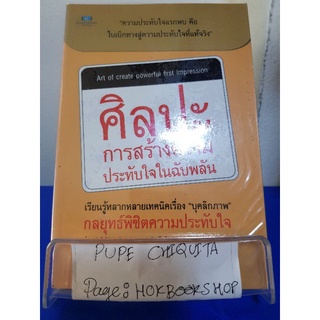 "ความประทับใจแรกพบ คือ
ใบเบิกทางสู่ความประทับใจที่แท้จริง"
Art of create powerful first impression
ศิลปะ
การสร้างความ
ประทับใจในฉับพลัน
เรียนรู้หลากหลายเทคนิคเรื่อง "บุคลิกภาพ"
กลยุทธ์พิชิตความประทับใจ
PUPE CHIQUITA
Page: HOKBOOKSHOP